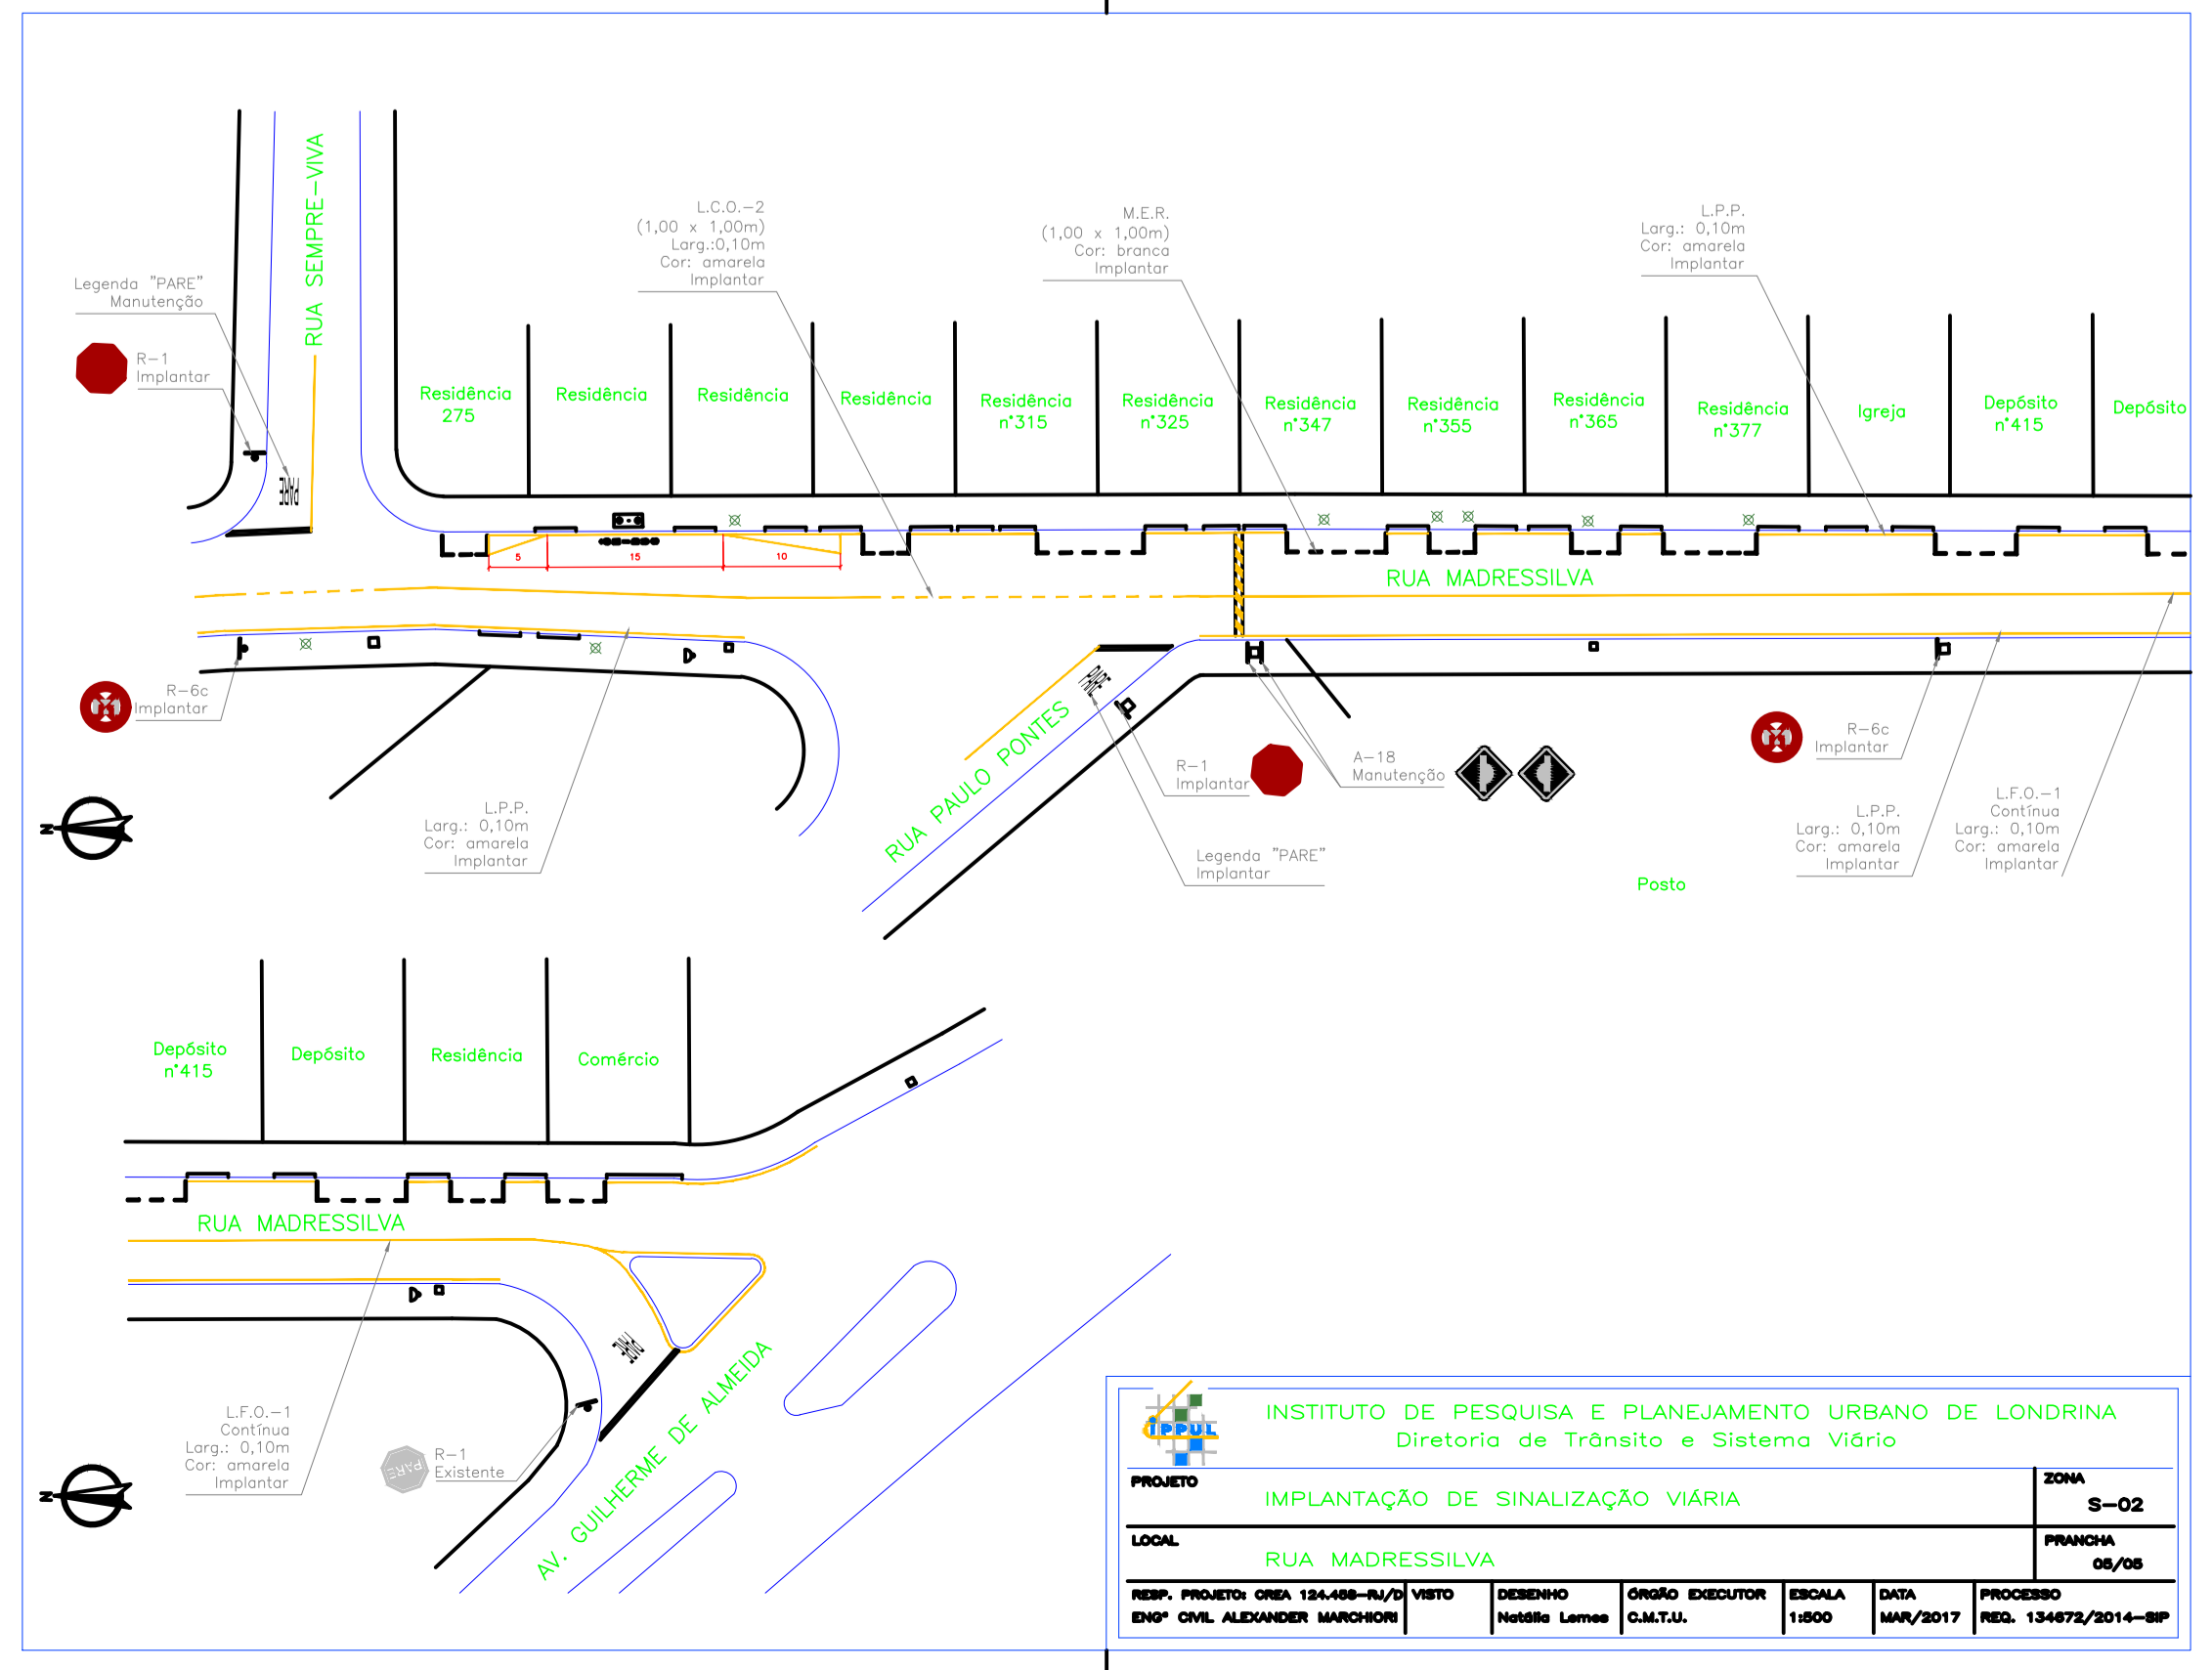 RUA SEMPRE-VIVA
L.C.O.-2
(1,00 x 1,00m)
Larg.:0,10m
Cor: amarela
Implantar
M.E.R.
(1,00 x 1,00m)
Cor: branca
Implantar
L.P.P.
Larg.: 0,10m
Cor: amarela
Implantar
Legenda "PARE"
Manutenção
R-1
Implantar
PARE
Residência
275
Residência
Residência
Residência
Residência
n°315
Residência
n°325
Residência
n°347
Residência
n°355
Residência
n°365
Residência
n°377
Igreja
Depósito
n°415
Depósito
5
15
10
RUA MADRESSILVA
R-6c
Implantar
L.P.P.
Larg.: 0,10m
Cor: amarela
Implantar
PARE
RUA PAULO PONTES
R-1
Implantar
A-18
Manutenção
Legenda "PARE"
Implantar
R-6c
Implantar
L.P.P.
Larg.: 0,10m
Cor: amarela
Implantar
L.F.O.-1
Contínua
Larg.: 0,10m
Cor: amarela
Implantar
Posto
N
Depósito
n°415
Depósito
Residência
Comércio
RUA MADRESSILVA
PARE
L.F.O.-1
Contínua
Larg.: 0,10m
Cor: amarela
Implantar
PARE
R-1
Existente
AV. GUILHERME DE ALMEIDA
N
IPPUL
INSTITUTO DE PESQUISA E PLANEJAMENTO URBANO DE LONDRINA
Diretoria de Trânsito e Sistema Viário
PROJETO
IMPLANTAÇÃO DE SINALIZAÇÃO VIÁRIA
ZONA
S-02
LOCAL
RUA MADRESSILVA
PRANCHA
05/05
RESP. PROJETO: CREA 124.458-RJ/D
ENGº CIVIL ALEXANDER MARCHIORI
VISTO
DESENHO
Natália Lemes
ÓRGÃO EXECUTOR
C.M.T.U.
ESCALA
1:500
DATA
MAR/2017
PROCESSO
REQ. 134672/2014-SIP